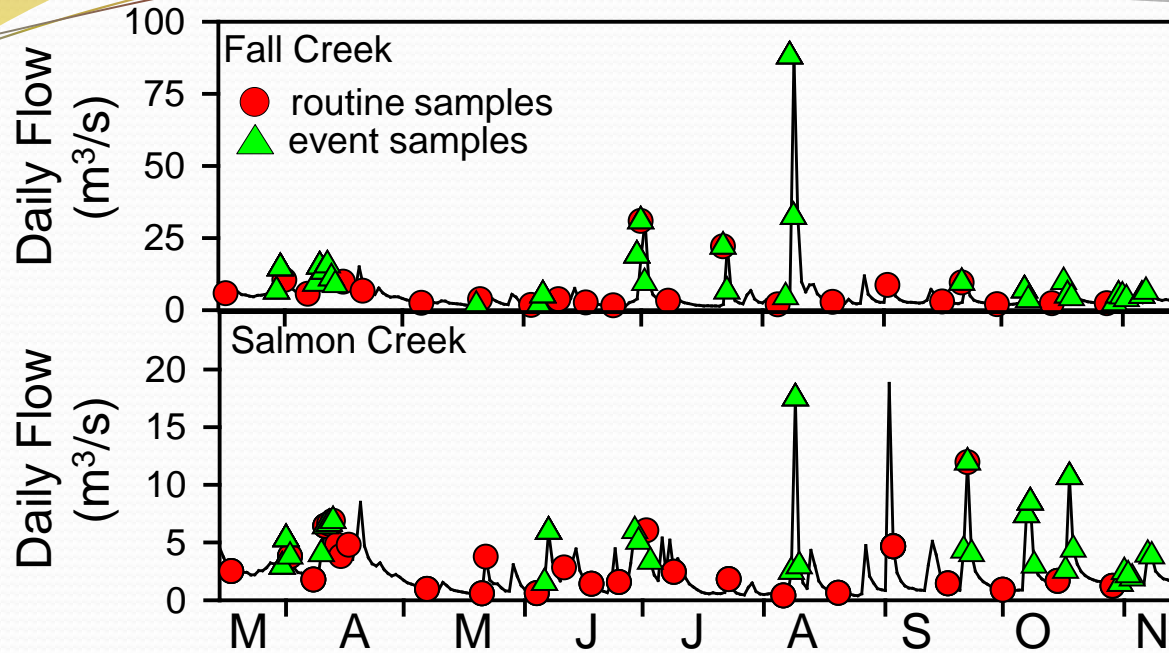 100
75
50
25
0
Daily Flow
(m³/s)
Fall Creek
routine samples
event samples
Salmon Creek
20
15
10
5
0
Daily Flow
(m³/s)
M A M J J A S O N